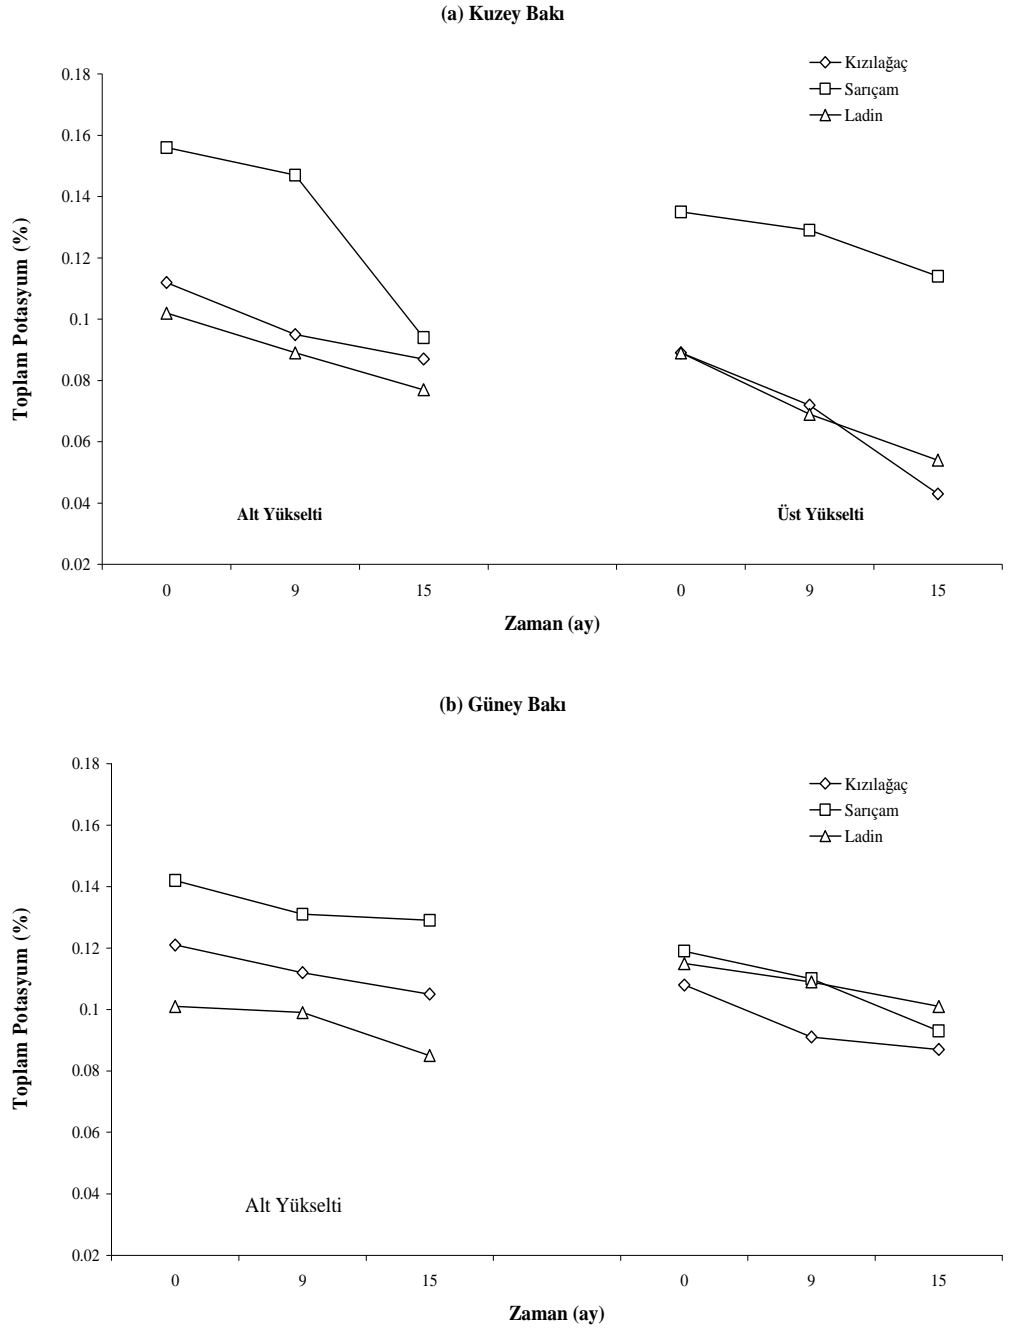 (a) Kuzey Bakı
Kızılağaç
Sarıçam
Ladin
0.18
0.16
0.14
0.12
0.1
0.08
0.06
0.04
0.02
Toplam Potasyum (%)
Alt Yükselti
Üst Yükselti
0 9 15 0 9 15
Zaman (ay)
(b) Güney Bakı
Kızılağaç
Sarıçam
Ladin
0.18
0.16
0.14
0.12
0.1
0.08
0.06
0.04
0.02
Toplam Potasyum (%)
Alt Yükselti
0 9 15 0 9 15
Zaman (ay)